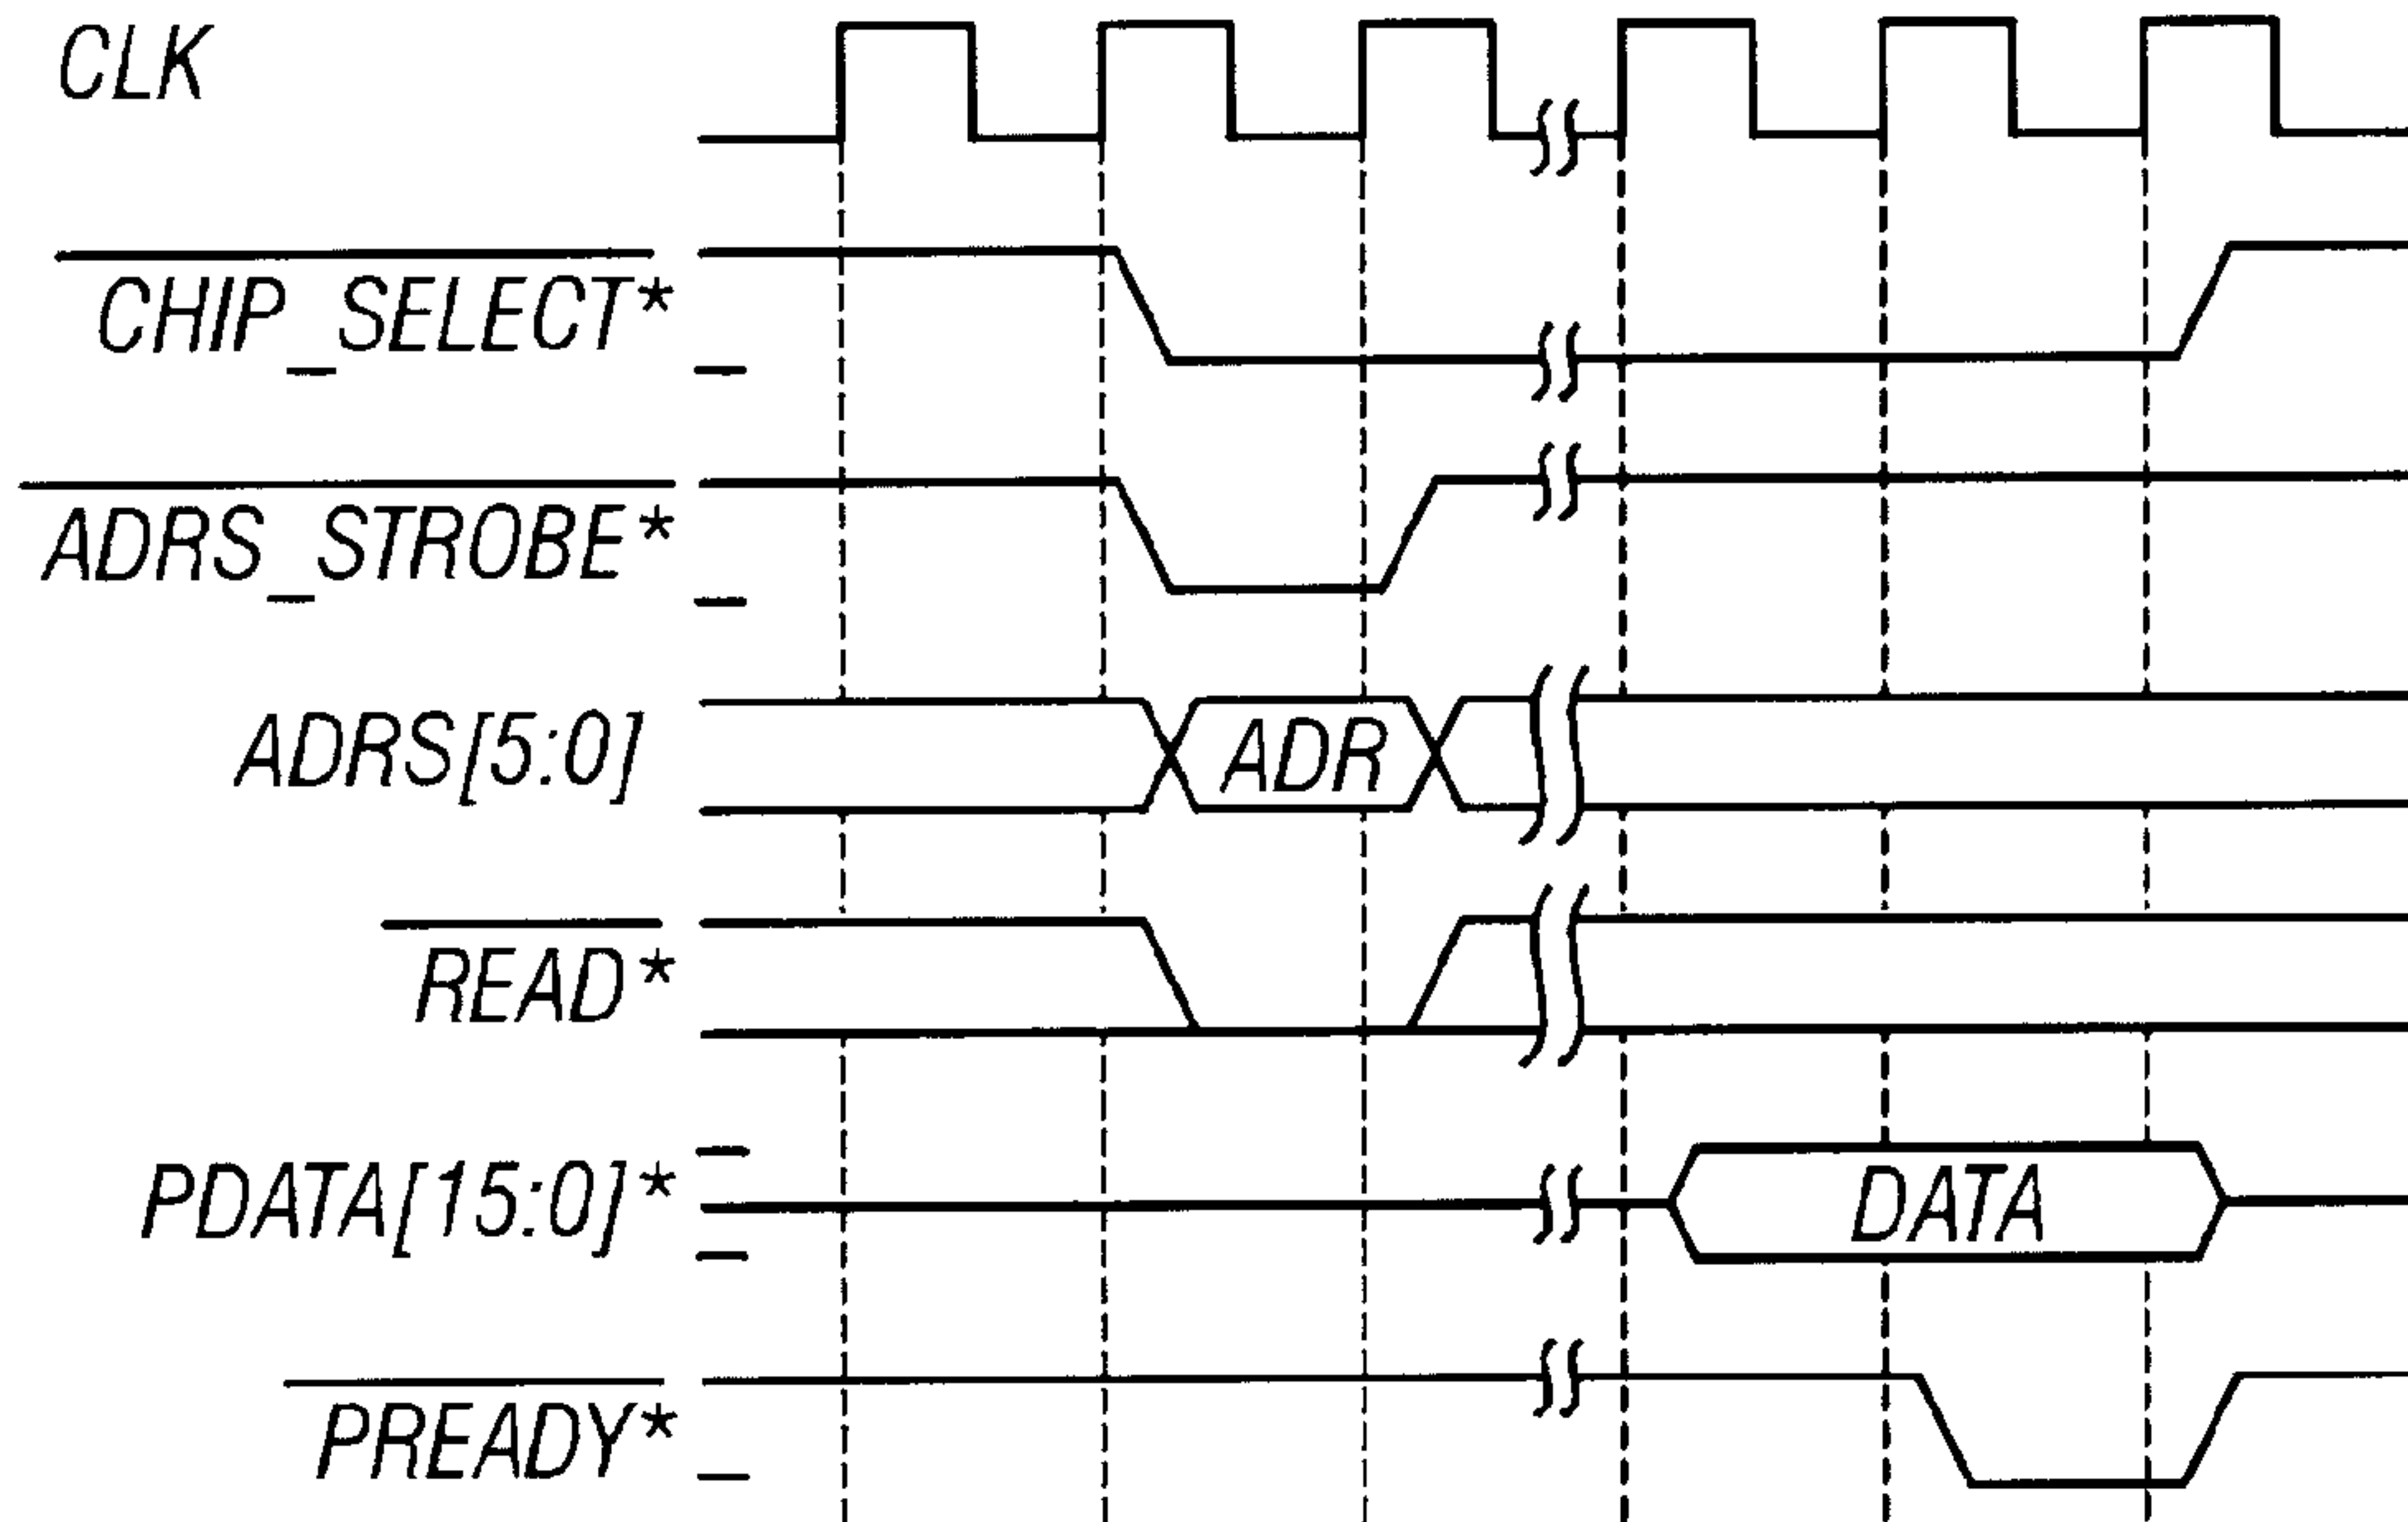 CLK
CHIP_SELECT*
ADRS_STROBE*
ADRS[5:0]
ADR
READ*
PDATA[15:0]*
DATA
PREADY*